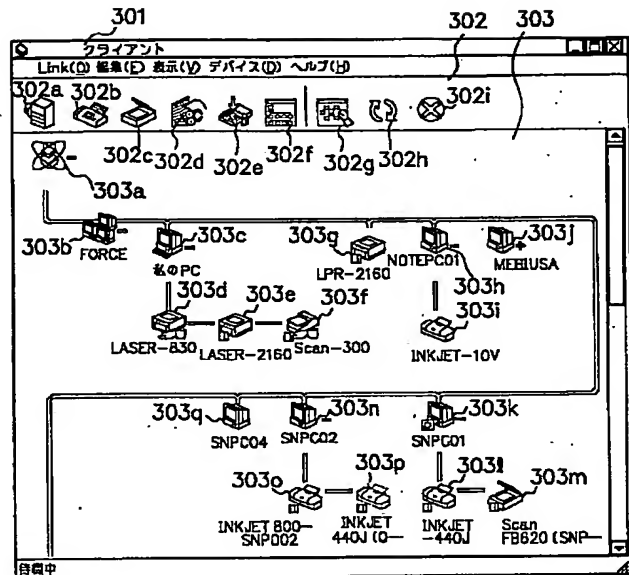 301
302
303
クライアント
Link(O) 編集(E) 表示(V) デバイス(D) ヘルプ(H)
302a
302b
302c
302d
302e
302f
302g
302h
302i
303a
303b
FORCE
303c
私のPC
303g
LPR-2160
NOTEPC01
303h
303j
MEBIUSA
303d
LASER-830
303e
LASER-2160
303f
Scan-300
303i
INKJET-10V
303q
SNPC04
303n
SNPC02
303k
SNPC01
303o
INKJET 800-
SNP002
303p
INKJET
440J (0-
303l
INKJET
-440J
303m
Scan
FB620 (SNP-
待機中